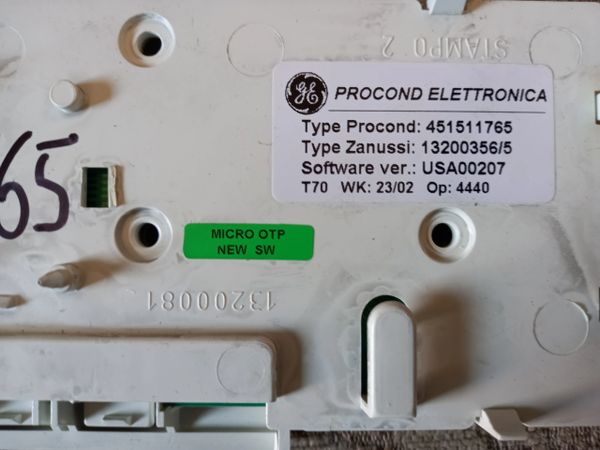 STAMPO 2
GE
PROCOND ELETTRONICA
Type Procond: 451511765
Type Zanussi: 13200356/5
Software ver.: USA00207
T70 WK: 23/02 Op: 4440
65
MICRO OTP
NEW SW
13200081